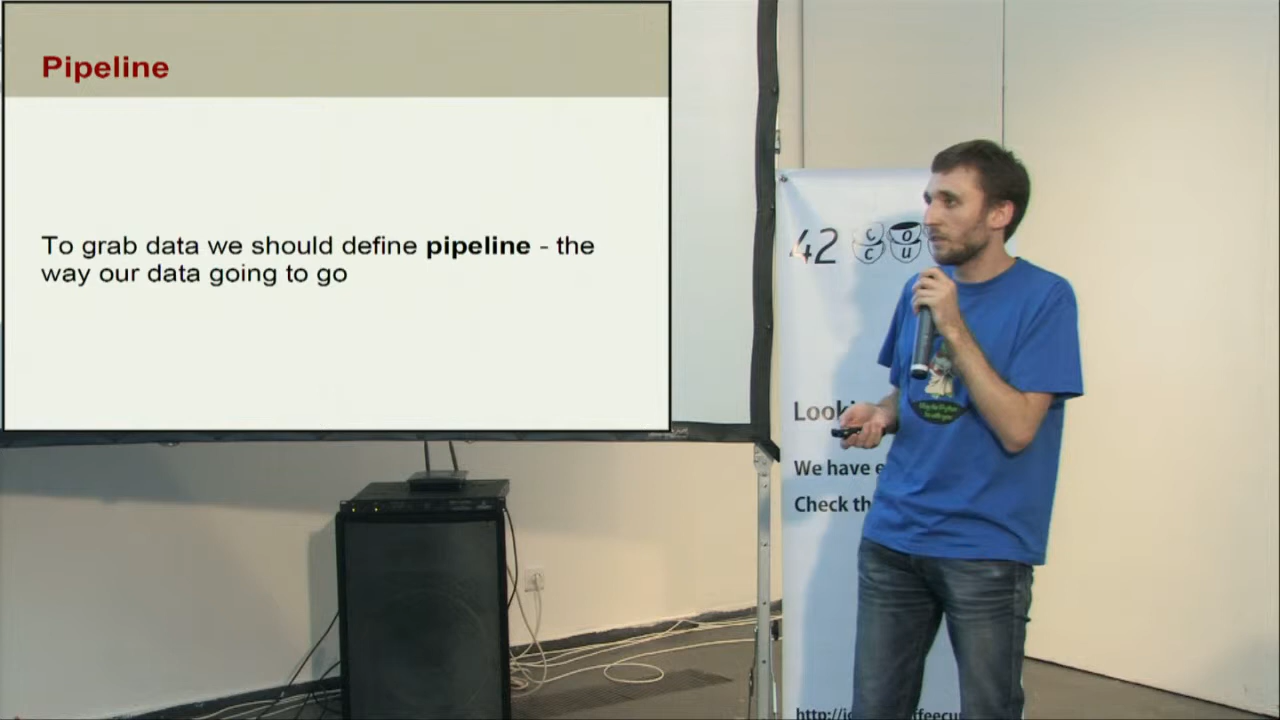 Pipeline
To grab data we should define pipeline - the
way our data going to go
42
C
C
O
U
Looki
We have e
Check th